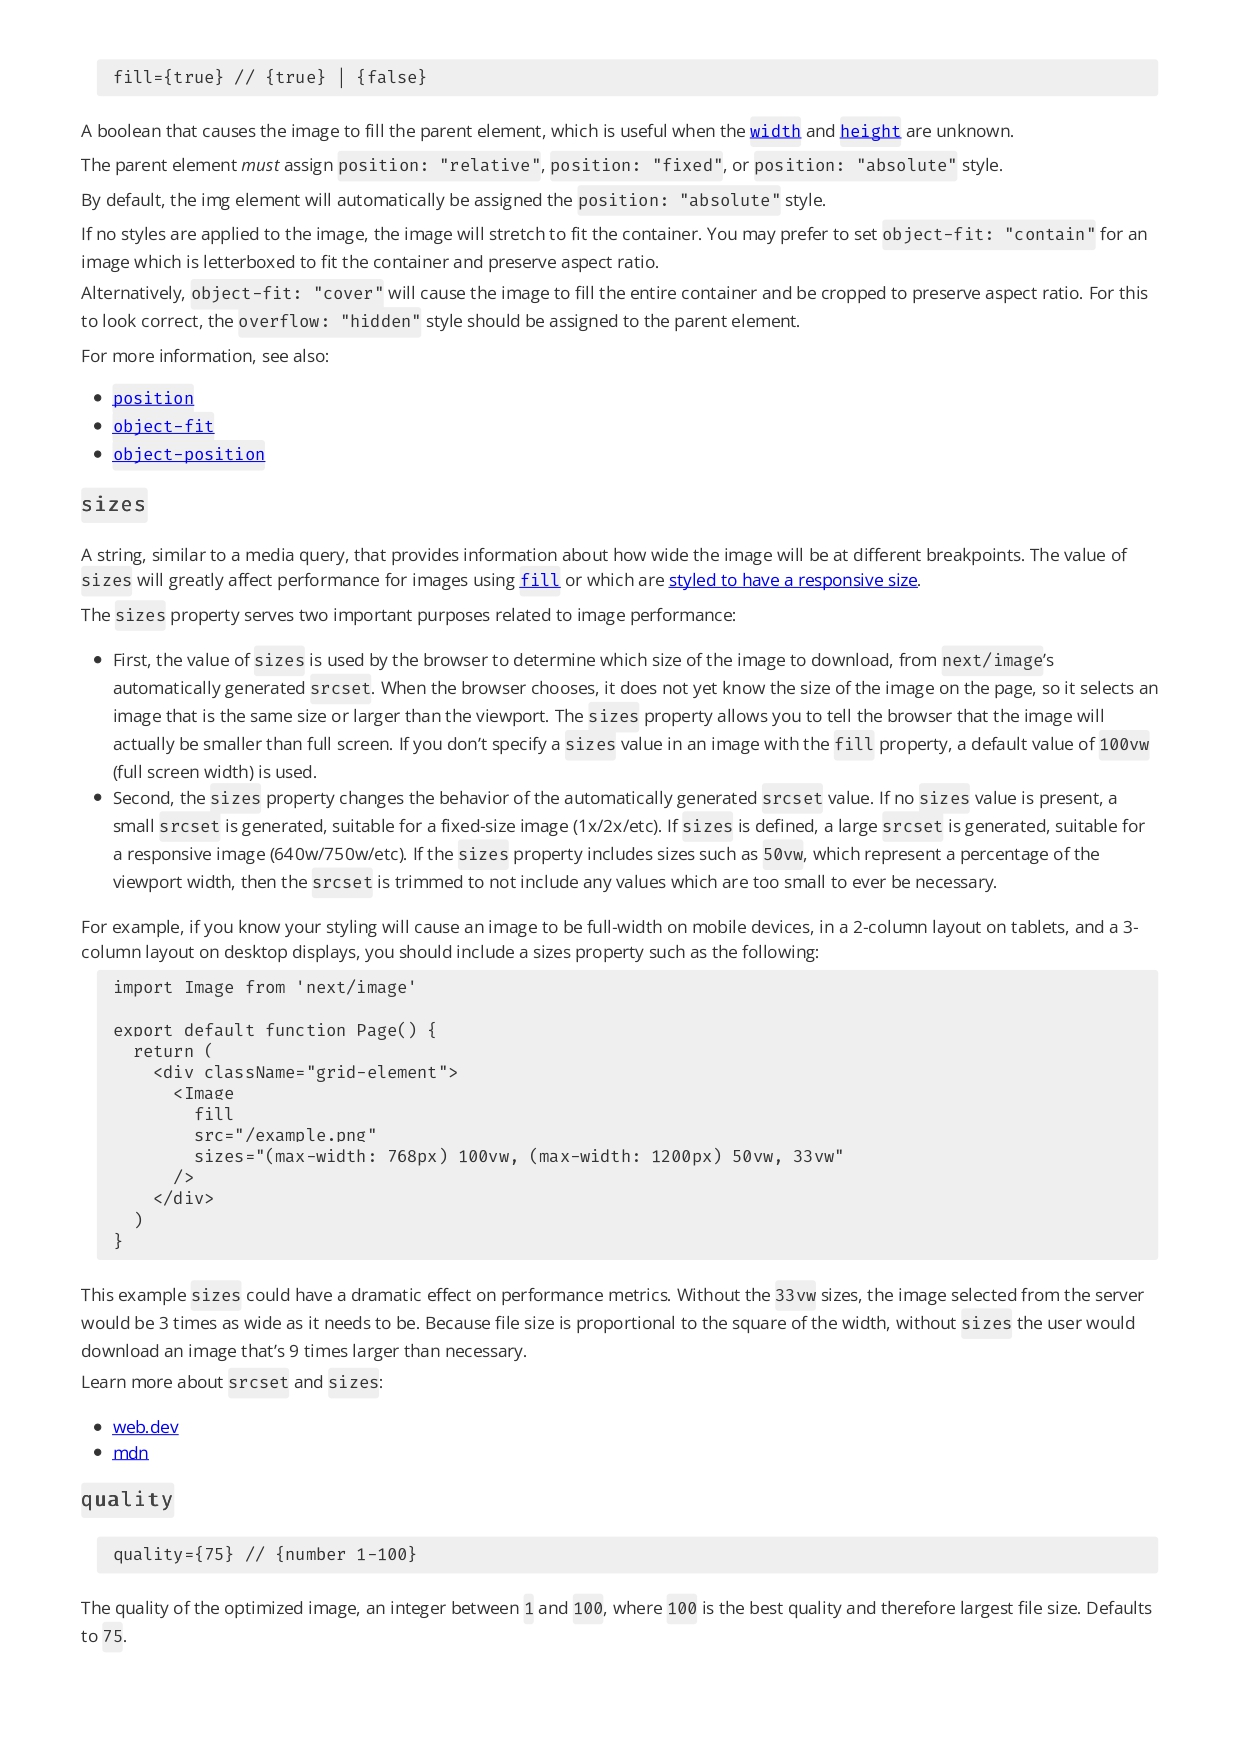 fill={true} // {true} | {false}
A boolean that causes the image to fill the parent element, which is useful when the width and height are unknown.
The parent element must assign position: "relative", position: "fixed", or position: "absolute" style.
By default, the img element will automatically be assigned the position: "absolute" style.
If no styles are applied to the image, the image will stretch to fit the container. You may prefer to set object-fit: "contain" for an
image which is letterboxed to fit the container and preserve aspect ratio.
Alternatively, object-fit: "cover" will cause the image to fill the entire container and be cropped to preserve aspect ratio. For this
to look correct, the overflow: "hidden" style should be assigned to the parent element.
For more information, see also:
• position
• object-fit
• object-position
sizes
A string, similar to a media query, that provides information about how wide the image will be at different breakpoints. The value of
sizes will greatly affect performance for images using fill or which are styled to have a responsive size.
The sizes property serves two important purposes related to image performance:
• First, the value of sizes is used by the browser to determine which size of the image to download, from next/image’s
automatically generated srcset. When the browser chooses, it does not yet know the size of the image on the page, so it selects an
image that is the same size or larger than the viewport. The sizes property allows you to tell the browser that the image will
actually be smaller than full screen. If you don’t specify a sizes value in an image with the fill property, a default value of 100vw
(full screen width) is used.
• Second, the sizes property changes the behavior of the automatically generated srcset value. If no sizes value is present, a
small srcset is generated, suitable for a fixed-size image (1x/2x/etc). If sizes is defined, a large srcset is generated, suitable for
a responsive image (640w/750w/etc). If the sizes property includes sizes such as 50vw, which represent a percentage of the
viewport width, then the srcset is trimmed to not include any values which are too small to ever be necessary.
For example, if you know your styling will cause an image to be full-width on mobile devices, in a 2-column layout on tablets, and a 3-
column layout on desktop displays, you should include a sizes property such as the following:
import Image from 'next/image'
export default function Page() {
  return (
    <div className="grid-element">
      <Image
        fill
        src="/example.png"
        sizes="(max-width: 768px) 100vw, (max-width: 1200px) 50vw, 33vw"
      />
    </div>
  )
}
This example sizes could have a dramatic effect on performance metrics. Without the 33vw sizes, the image selected from the server
would be 3 times as wide as it needs to be. Because file size is proportional to the square of the width, without sizes the user would
download an image that’s 9 times larger than necessary.
Learn more about srcset and sizes:
• web.dev
• mdn
quality
quality={75} // {number 1-100}
The quality of the optimized image, an integer between 1 and 100, where 100 is the best quality and therefore largest file size. Defaults
to 75.